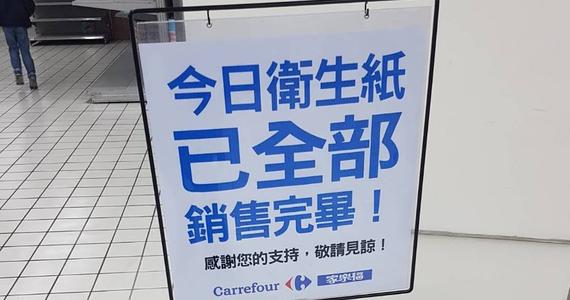 今日衛生紙
已全部
銷售完畢！
感謝您的支持，敬請見諒！
Carrefour 家樂福